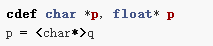 cdef char *p, float* p
p = <char*>q